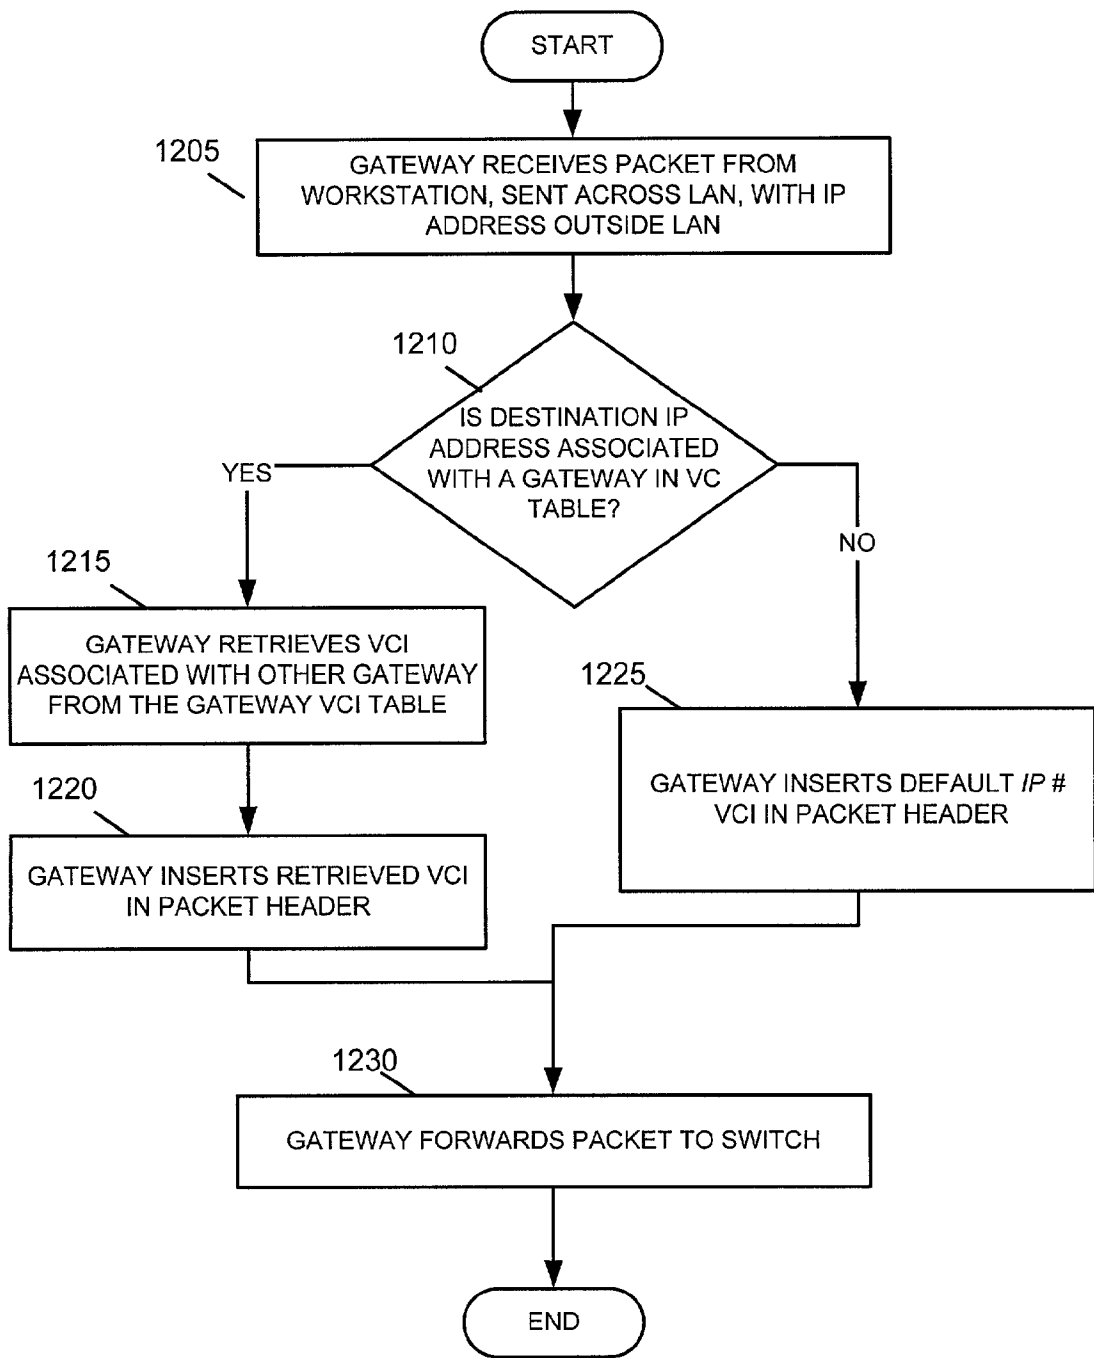 START
1205
GATEWAY RECEIVES PACKET FROM
WORKSTATION, SENT ACROSS LAN, WITH IP
ADDRESS OUTSIDE LAN
1210
IS DESTINATION IP
ADDRESS ASSOCIATED
WITH A GATEWAY IN VC
TABLE?
YES
NO
1215
GATEWAY RETRIEVES VCI
ASSOCIATED WITH OTHER GATEWAY
FROM THE GATEWAY VCI TABLE
1220
GATEWAY INSERTS RETRIEVED VCI
IN PACKET HEADER
1225
GATEWAY INSERTS DEFAULT IP #
VCI IN PACKET HEADER
1230
GATEWAY FORWARDS PACKET TO SWITCH
END